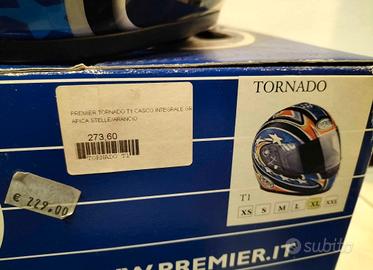 PREMIER TORNADO T1 CASCO INTEGRALE GR
AFICA STELLE/ARANCIO
273,60
TORNADO T1
€ 229,00
TORNADO
T1
XS S M L XL XXL
WWW.PREMIER.IT
subito